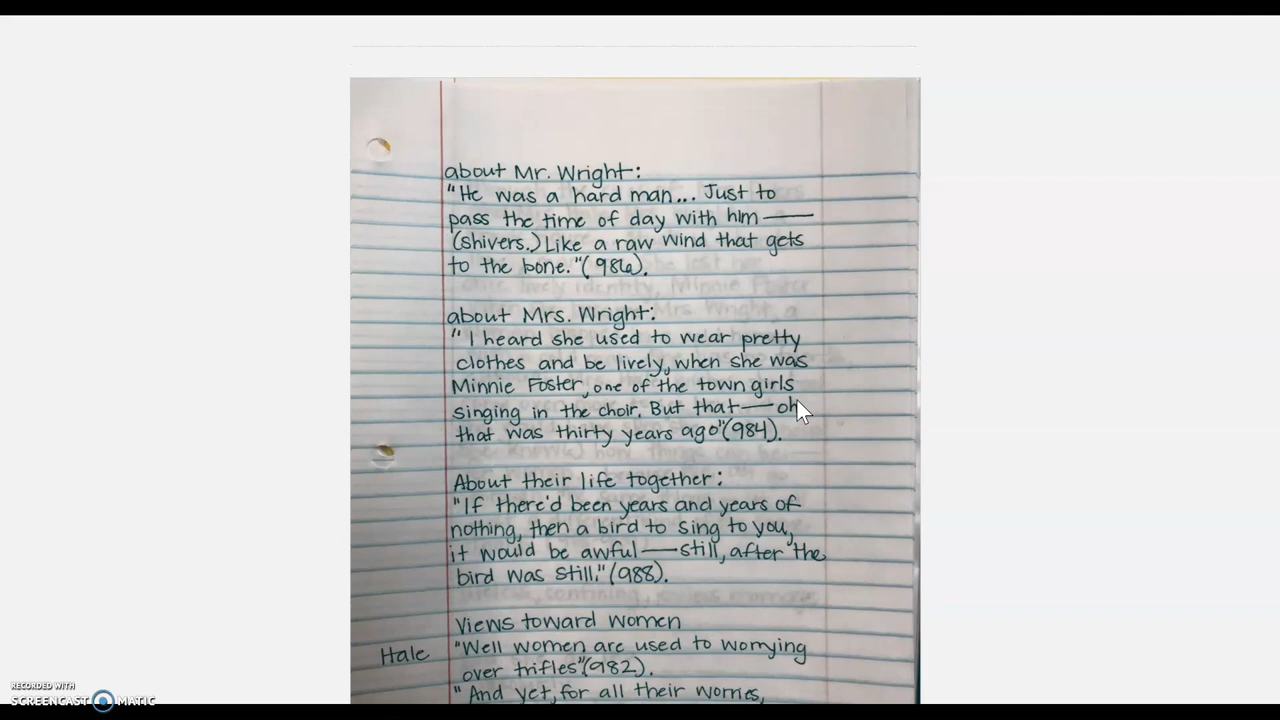 about Mr. Wright:
"He was a hard man... Just to
pass the time of day with him —
(shivers.) Like a raw wind that gets
to the bone."(986).
about Mrs. Wright:
"I heard she used to wear pretty
clothes and be lively, when she was
Minnie Foster, one of the town girls
singing in the choir. But that — oh
that was thirty years ago"(984).
About their life together:
"If there'd been years and years of
nothing, then a bird to sing to you,
it would be awful — still, after the
bird was still."(988).
Views toward women
Hale "Well women are used to worrying
over trifles"(982).
"And yet, for all their worries,
RECORDED WITH
SCREENCAST MATIC